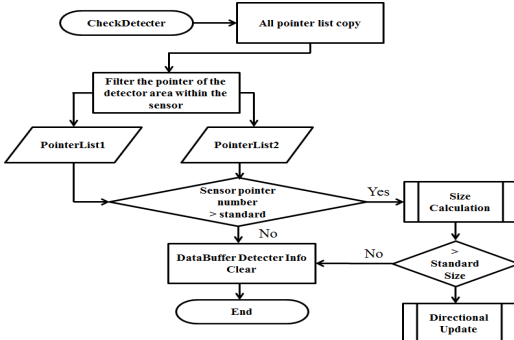 CheckDetecter
All pointer list copy
Filter the pointer of the
detector area within the
sensor
PointerList1
PointerList2
Sensor pointer
number
> standard
Yes
Size
Calculation
No
DataBuffer Detecter Info
Clear
No
>
Standard
Size
End
Directional
Update